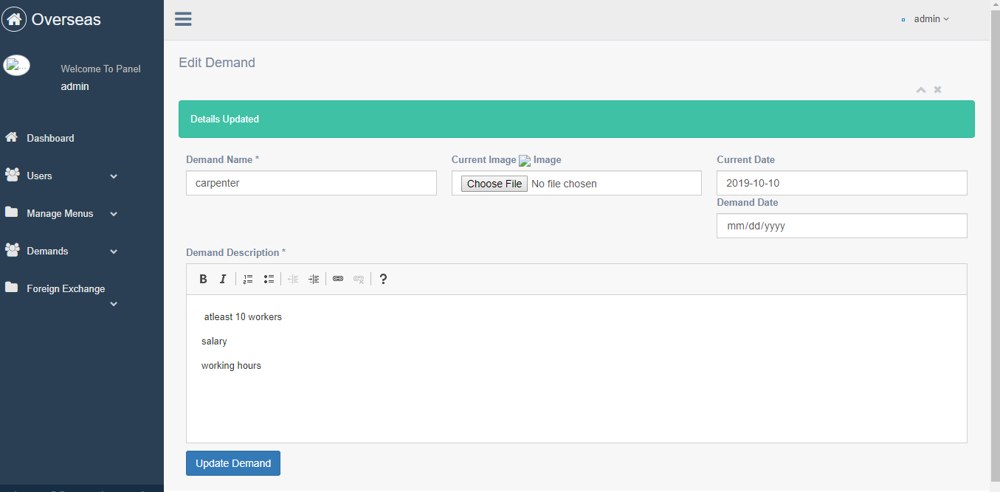 Overseas
admin
Welcome To Panel
admin
Dashboard
Users
Manage Menus
Demands
Foreign Exchange
Edit Demand
Details Updated
Demand Name *
carpenter
Current Image Image
Choose File No file chosen
Current Date
2019-10-10
Demand Date
mm/dd/yyyy
Demand Description *
B I ?
atleast 10 workers
salary
working hours
Update Demand